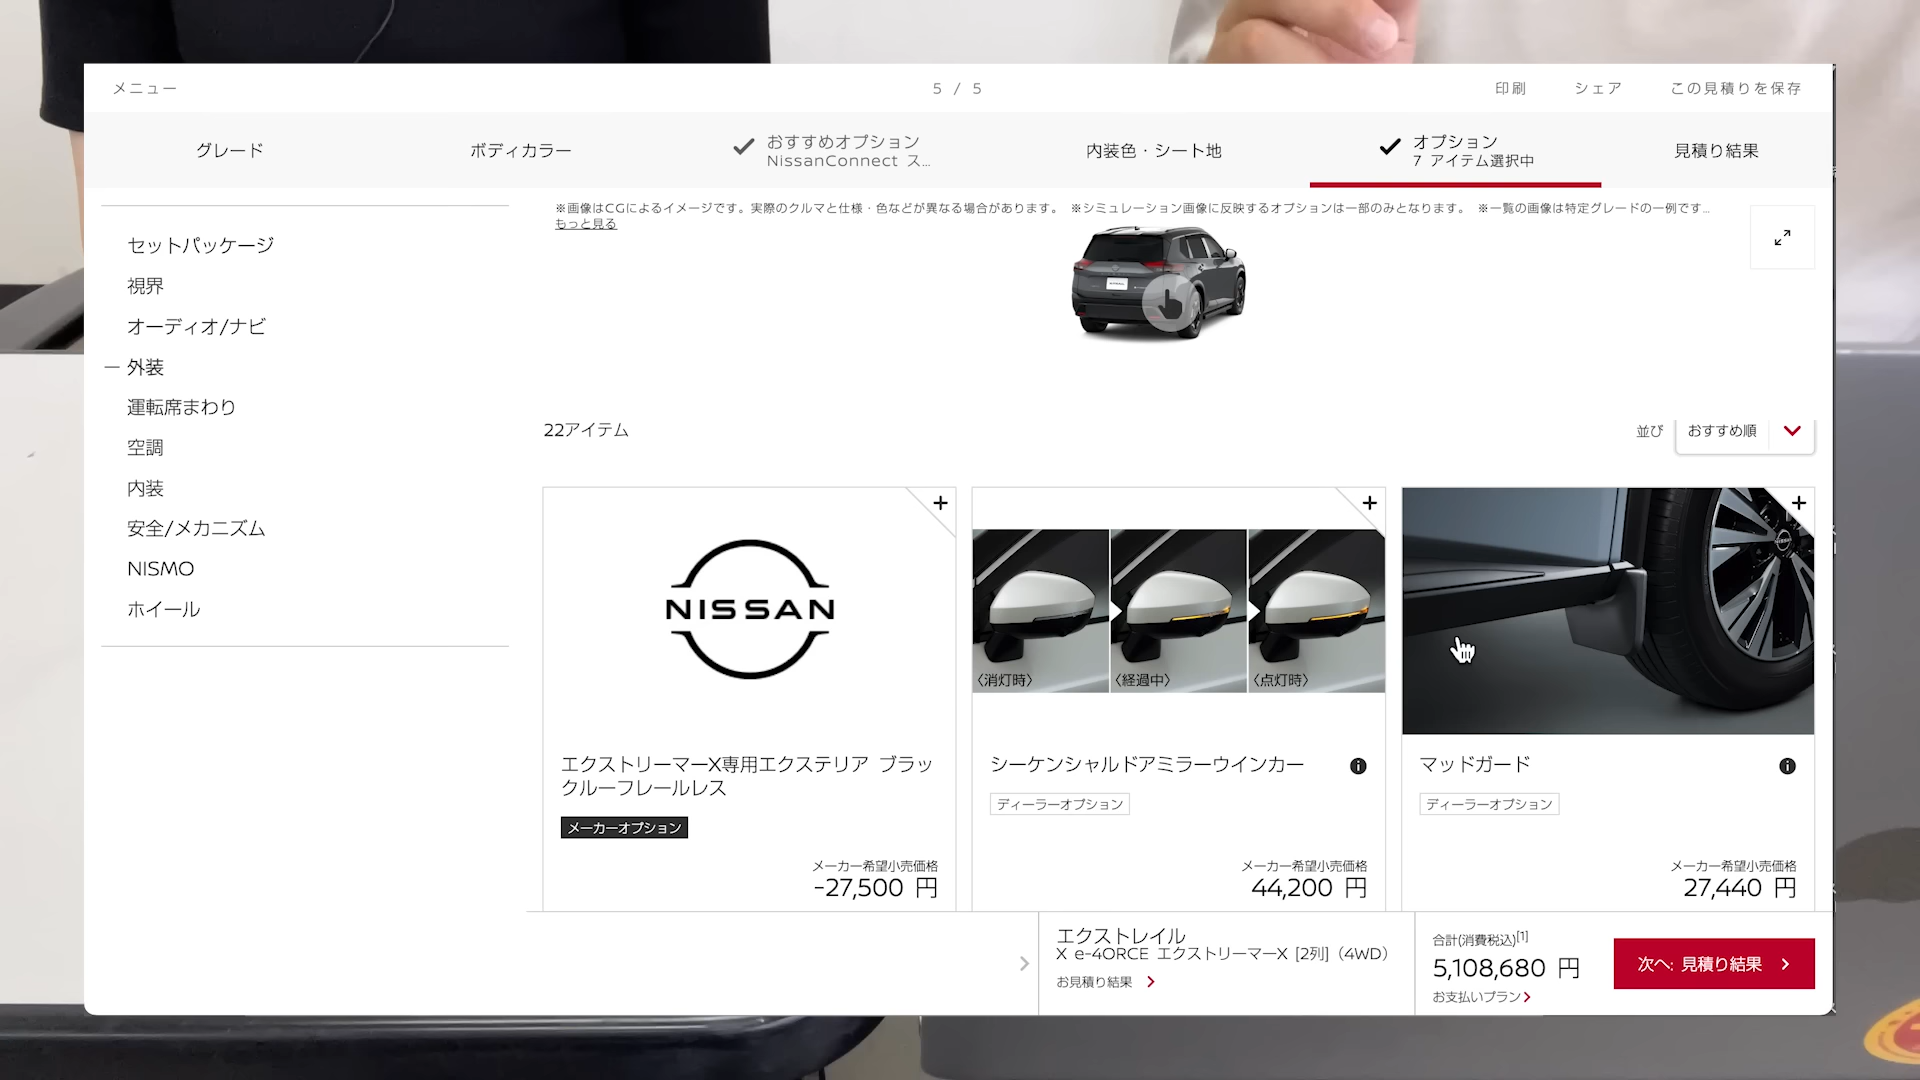 メニュー
5 / 5
印刷
シェア
この見積りを保存
グレード
ボディカラー
おすすめオプション
NissanConnect ス...
内装色・シート地
オプション
7 アイテム選択中
見積り結果
※画像はCGによるイメージです。実際のクルマと仕様・色などが異なる場合があります。 ※シミュレーション画像に反映するオプションは一部のみとなります。 ※一覧の画像は特定グレードの一例です...
もっと見る
セットパッケージ
視界
オーディオ/ナビ
外装
運転席まわり
空調
内装
安全/メカニズム
NISMO
ホイール
22アイテム
並び
おすすめ順
NISSAN
エクストリーマーX専用エクステリア ブラッ
クルーフレールレス
メーカーオプション
メーカー希望小売価格
-27,500 円
〈消灯時〉
〈経過中〉
〈点灯時〉
シーケンシャルドアミラーウインカー
ディーラーオプション
メーカー希望小売価格
44,200 円
マッドガード
ディーラーオプション
メーカー希望小売価格
27,440 円
エクストレイル
X e-4ORCE エクストリーマーX [2列]（4WD）
お見積り結果
合計(消費税込)[1]
5,108,680 円
お支払いプラン
次へ: 見積り結果